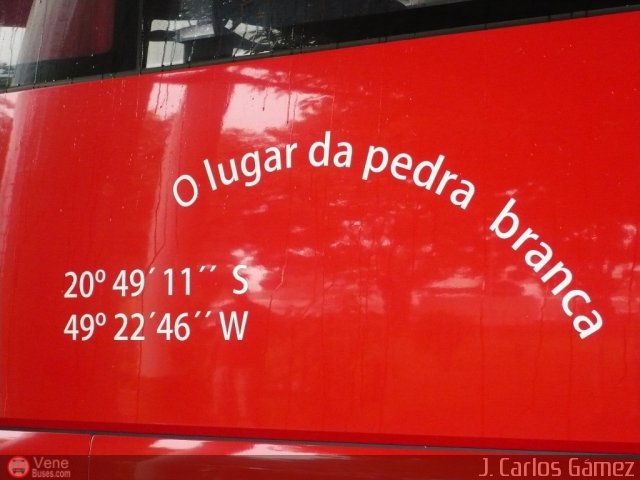 O lugar da pedra branca
20º 49´ 11´´ S
49º 22´46´´ W
Vene
Buses.com
J. Carlos Gámez